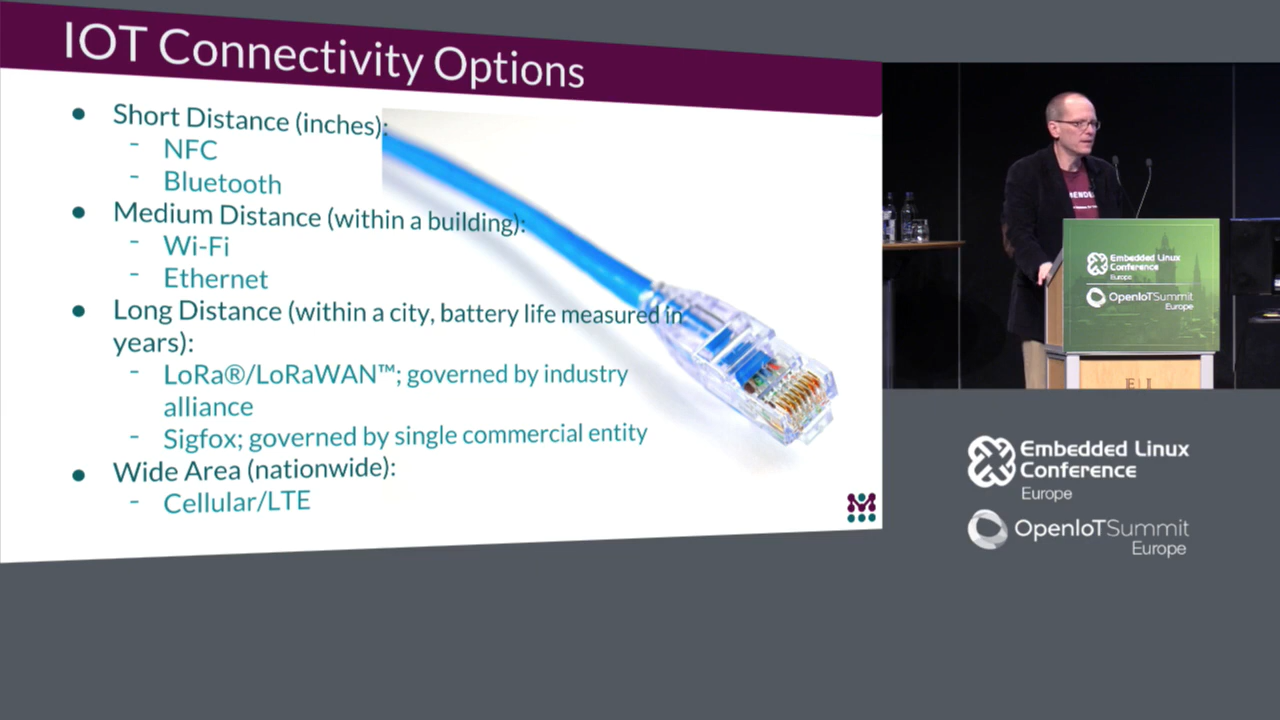 IOT Connectivity Options
● Short Distance (inches):
- NFC
- Bluetooth
● Medium Distance (within a building):
- Wi-Fi
- Ethernet
● Long Distance (within a city, battery life measured in
years):
- LoRa®/LoRaWAN™; governed by industry
alliance
- Sigfox; governed by single commercial entity
● Wide Area (nationwide):
- Cellular/LTE
Embedded Linux
Conference
Europe
OpenIoTSummit
Europe
Embedded Linux
Conference
Europe
OpenIoTSummit
Europe